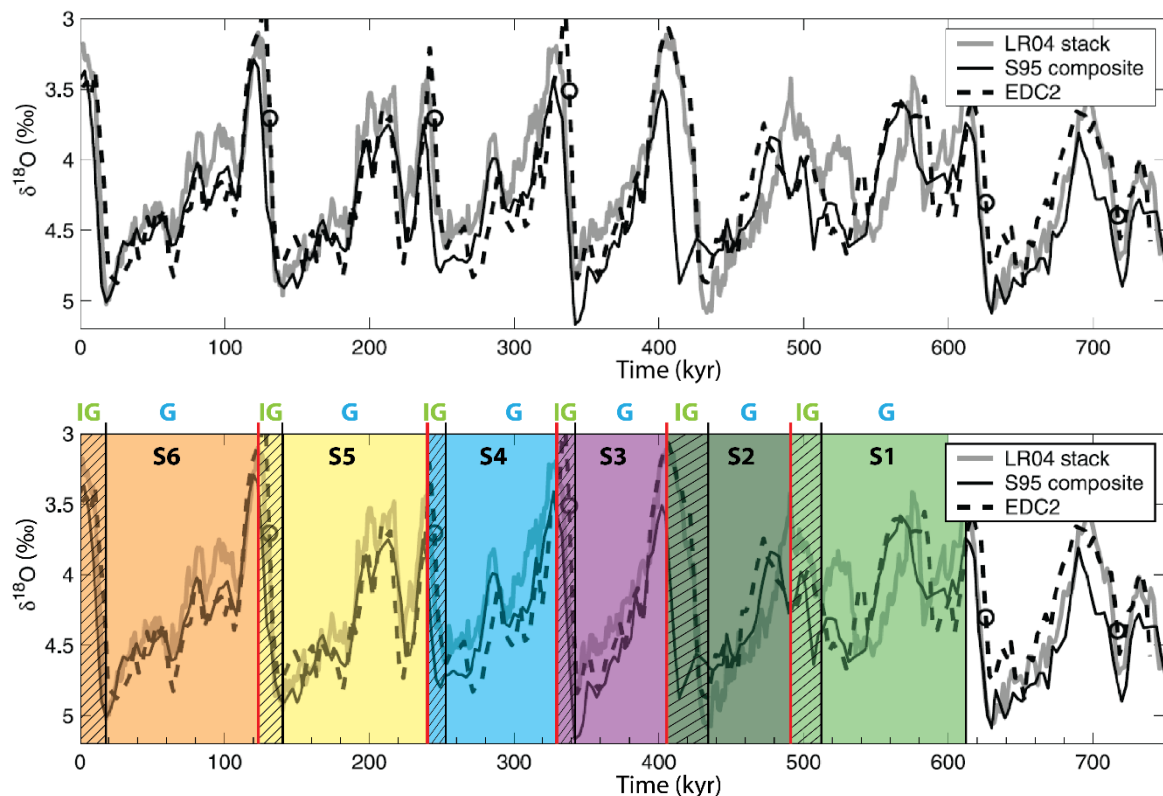 3
3.5
4
4.5
5
δ18O (‰)
LR04 stack
S95 composite
EDC2
0 100 200 300 400 500 600 700
Time (kyr)
IG G IG G IG G IG G IG G IG G
3
3.5
4
4.5
5
δ18O (‰)
S6 S5 S4 S3 S2 S1
LR04 stack
S95 composite
EDC2
0 100 200 300 400 500 600 700
Time (kyr)